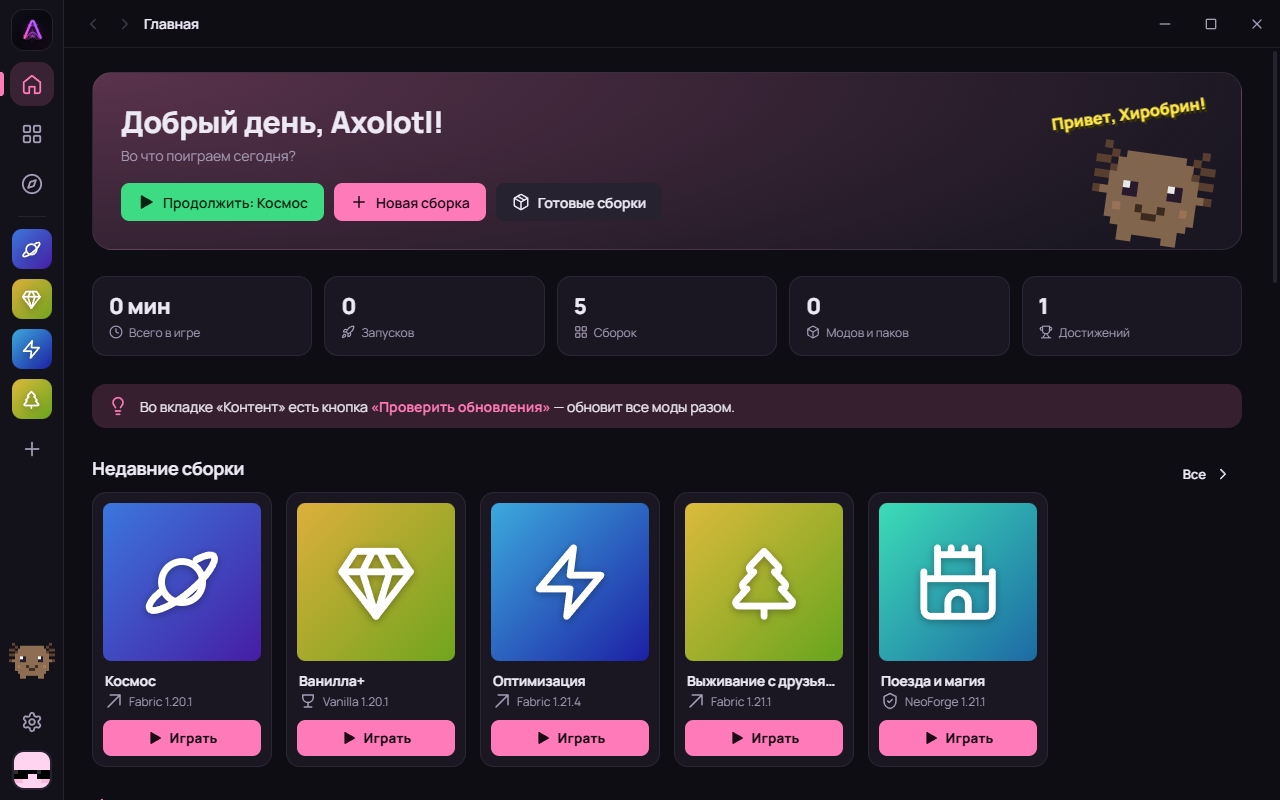 Главная
Добрый день, Axolotl!
Во что поиграем сегодня?
Продолжить: Космос
Новая сборка
Готовые сборки
Привет, Хиробрин!
0 мин
Всего в игре
0
Запусков
5
Сборок
0
Модов и паков
1
Достижений
Во вкладке «Контент» есть кнопка «Проверить обновления» — обновит все моды разом.
Недавние сборки
Все
Космос
Fabric 1.20.1
Играть
Ванилла+
Vanilla 1.20.1
Играть
Оптимизация
Fabric 1.21.4
Играть
Выживание с друзья...
Fabric 1.21.1
Играть
Поезда и магия
NeoForge 1.21.1
Играть